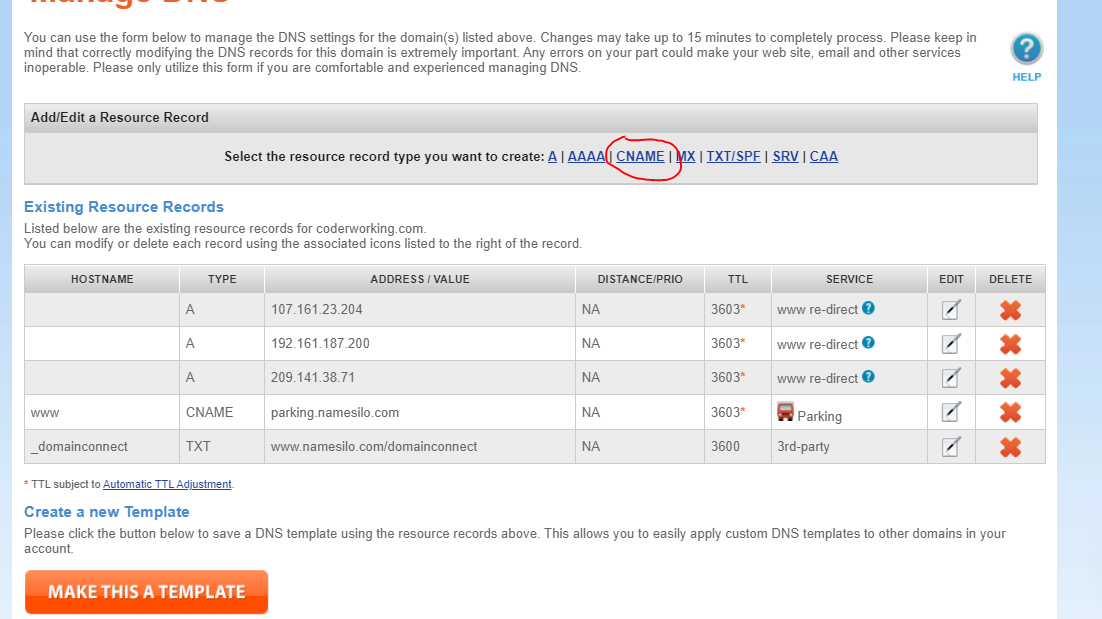 Manage DNS
You can use the form below to manage the DNS settings for the domain(s) listed above. Changes may take up to 15 minutes to completely process. Please keep in
mind that correctly modifying the DNS records for this domain is extremely important. Any errors on your part could make your web site, email and other services
inoperable. Please only utilize this form if you are comfortable and experienced managing DNS.
?
HELP
Add/Edit a Resource Record
Select the resource record type you want to create: A | AAAA | CNAME | MX | TXT/SPF | SRV | CAA
Existing Resource Records
Listed below are the existing resource records for coderworking.com.
You can modify or delete each record using the associated icons listed to the right of the record.
HOSTNAME TYPE ADDRESS / VALUE DISTANCE/PRIO TTL SERVICE EDIT DELETE
A 107.161.23.204 NA 3603* www re-direct ?
A 192.161.187.200 NA 3603* www re-direct ?
A 209.141.38.71 NA 3603* www re-direct ?
www CNAME parking.namesilo.com NA 3603* Parking
_domainconnect TXT www.namesilo.com/domainconnect NA 3600 3rd-party
* TTL subject to Automatic TTL Adjustment.
Create a new Template
Please click the button below to save a DNS template using the resource records above. This allows you to easily apply custom DNS templates to other domains in your
account.
MAKE THIS A TEMPLATE